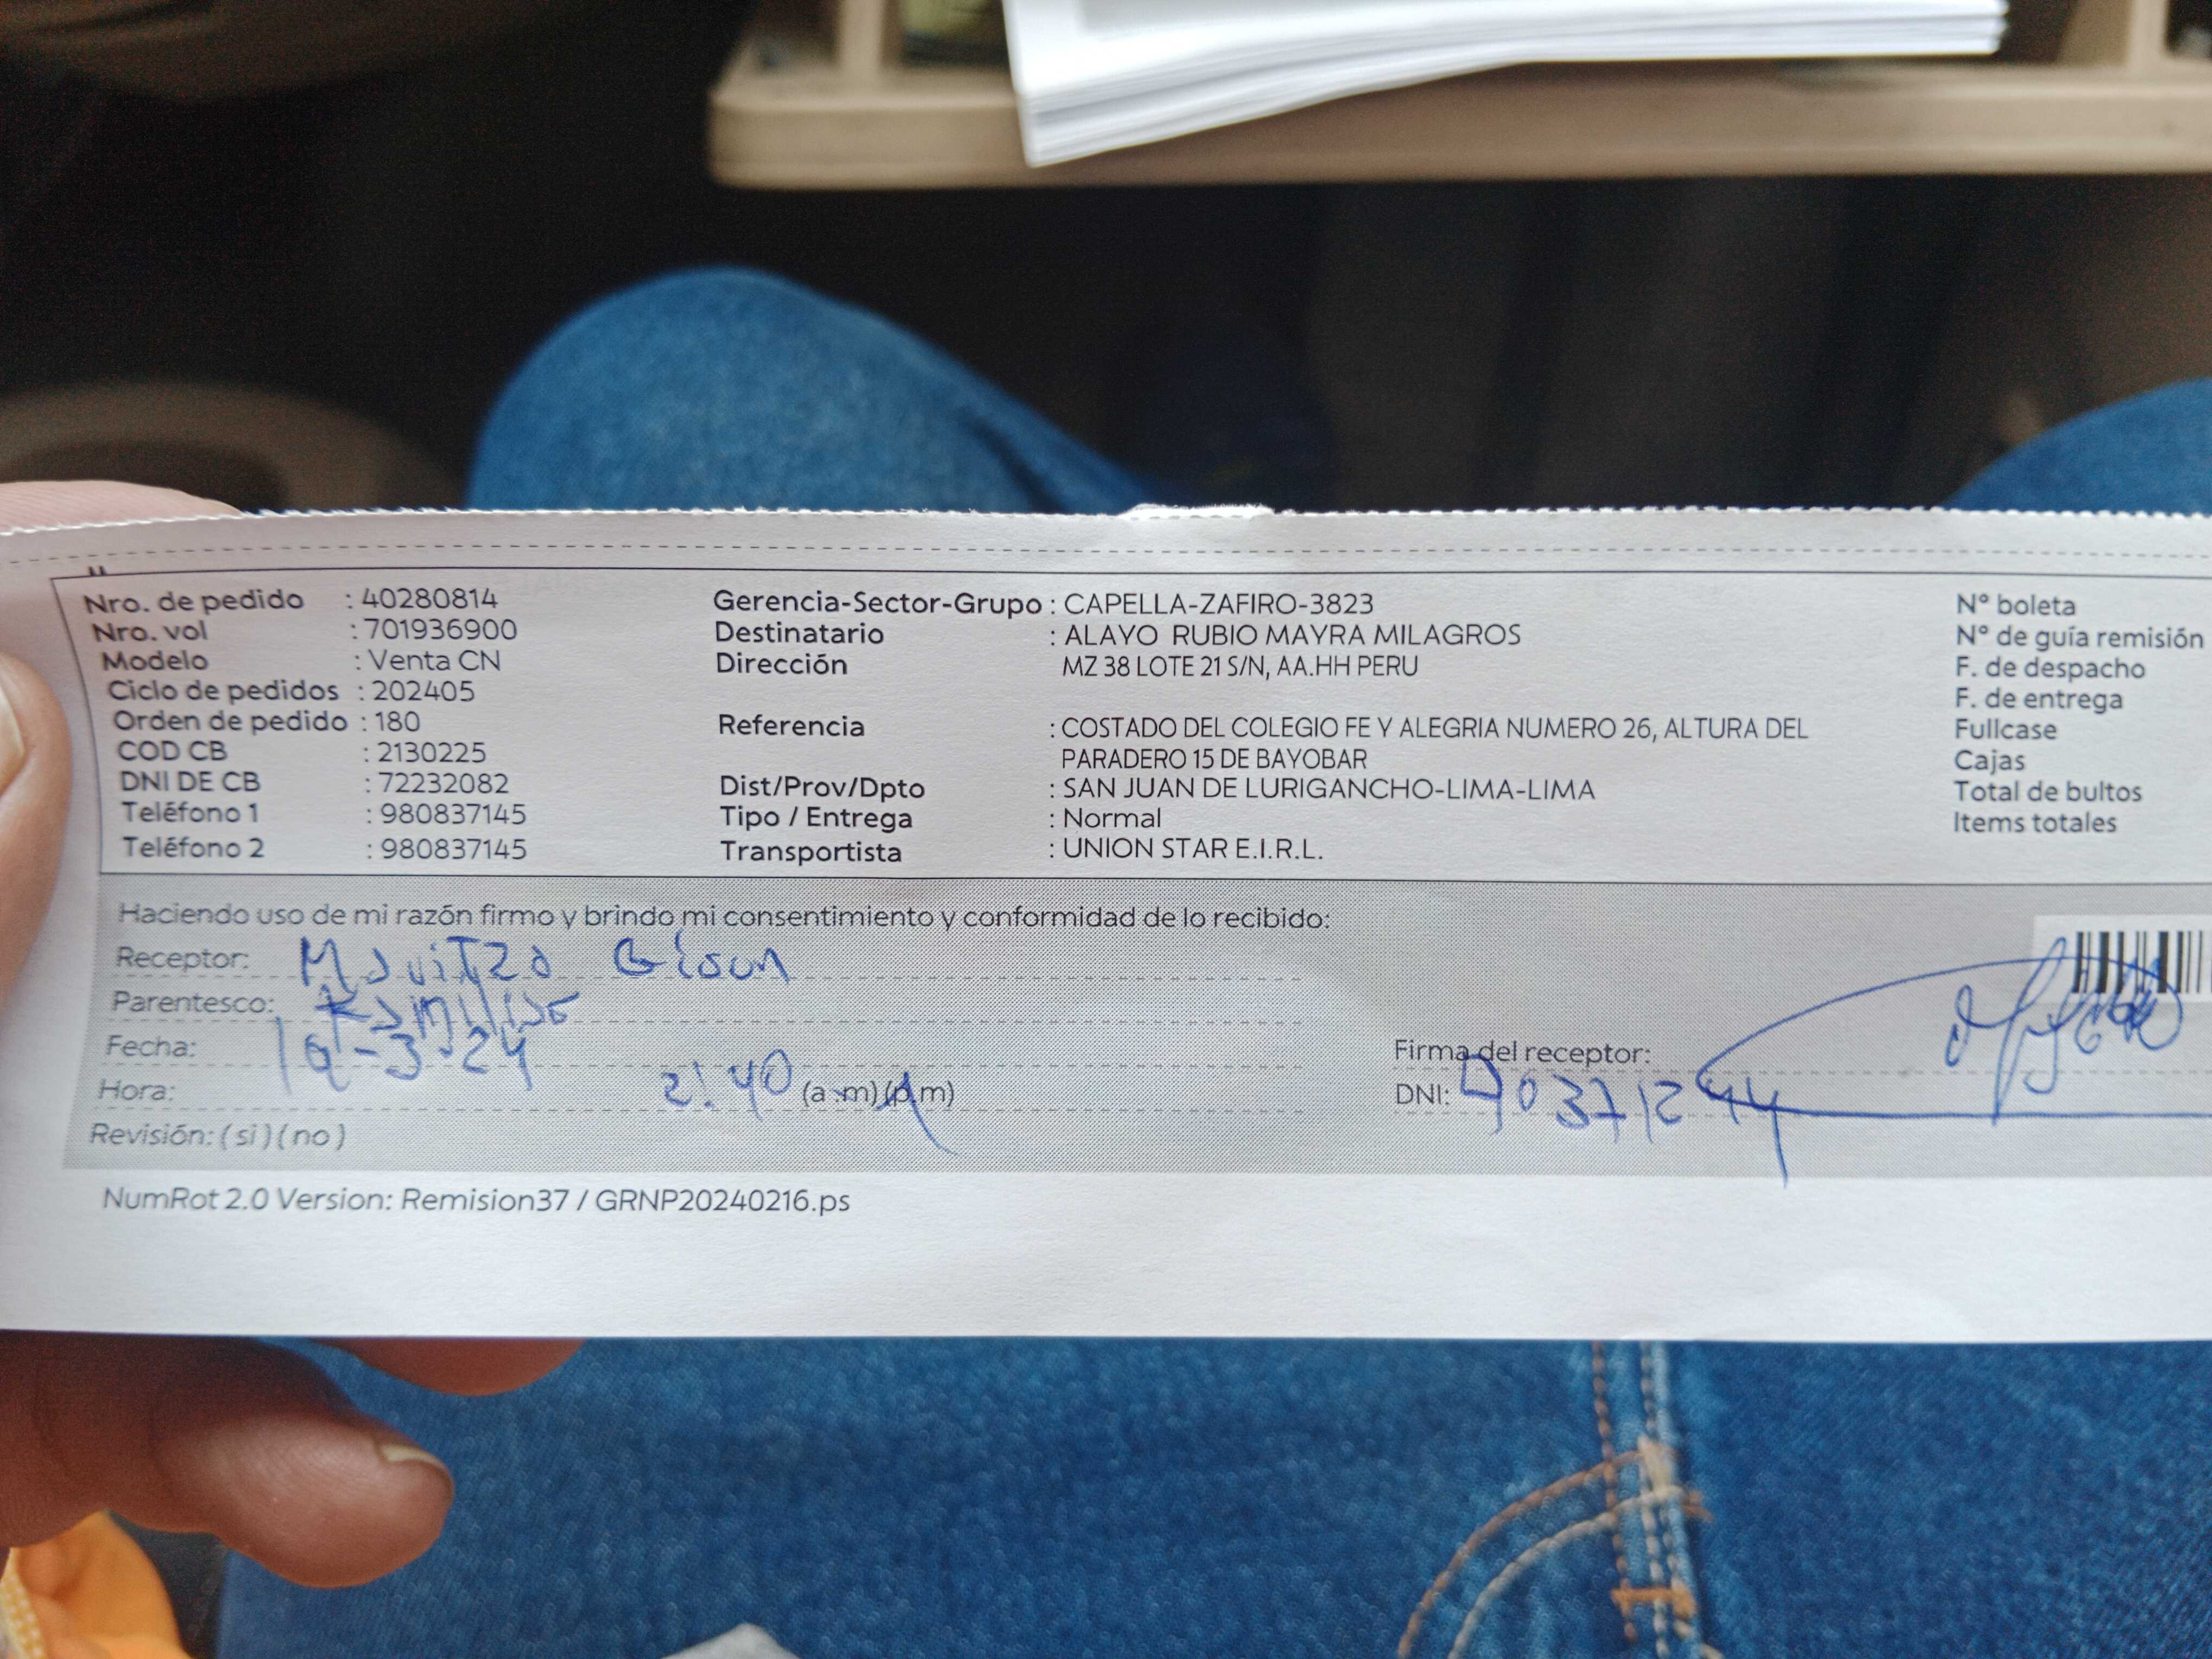 Nro. de pedido : 40280814
Nro. vol : 701936900
Modelo : Venta CN
Ciclo de pedidos : 202405
Orden de pedido : 180
COD CB : 2130225
DNI DE CB : 72232082
Teléfono 1 : 980837145
Teléfono 2 : 980837145
Gerencia-Sector-Grupo : CAPELLA-ZAFIRO-3823
Destinatario : ALAYO RUBIO MAYRA MILAGROS
Dirección MZ 38 LOTE 21 S/N, AA.HH PERU
Referencia : COSTADO DEL COLEGIO FE Y ALEGRIA NUMERO 26, ALTURA DEL
PARADERO 15 DE BAYOBAR
Dist/Prov/Dpto : SAN JUAN DE LURIGANCHO-LIMA-LIMA
Tipo / Entrega : Normal
Transportista : UNION STAR E.I.R.L.
N° boleta
N° de guía remisión
F. de despacho
F. de entrega
Fullcase
Cajas
Total de bultos
Items totales
Haciendo uso de mi razón firmo y brindo mi consentimiento y conformidad de lo recibido:
Receptor:
Parentesco:
Fecha:
Hora: 2:40 (a.m) (p.m)
Revisión: (si) (no)
Firma del receptor:
DNI:
NumRot 2.0 Version: Remision37 / GRNP20240216.ps